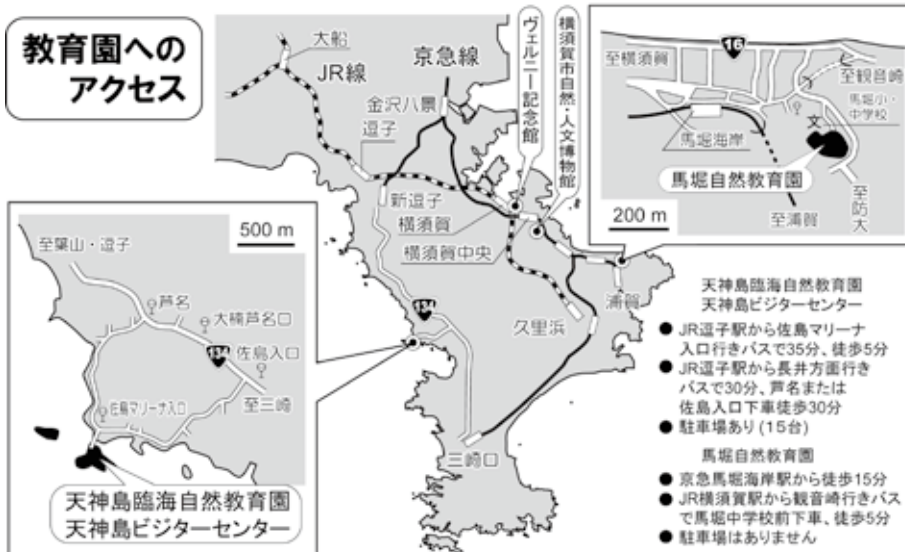 教育園への
アクセス
大船
JR線
京急線
金沢八景
逗子
新逗子
横須賀
横須賀中央
ヴェルニー記念館
横須賀市自然・人文博物館
浦賀
久里浜
134
三崎口
16
至横須賀
至観音崎
馬堀小・
中学校
文
馬堀海岸
馬堀自然教育園
200 m
至浦賀
至防大
500 m
至葉山・逗子
芦名
大楠芦名口
134
佐島入口
至三崎
佐島マリーナ入口
天神島臨海自然教育園
天神島ビジターセンター
天神島臨海自然教育園
天神島ビジターセンター
● JR逗子駅から佐島マリーナ
入口行きバスで35分、徒歩5分
● JR逗子駅から長井方面行き
バスで30分、芦名または
佐島入口下車徒歩30分
● 駐車場あり(15台)
馬堀自然教育園
● 京急馬堀海岸駅から徒歩15分
● JR横須賀駅から観音崎行きバス
で馬堀中学校前下車、徒歩5分
● 駐車場はありません